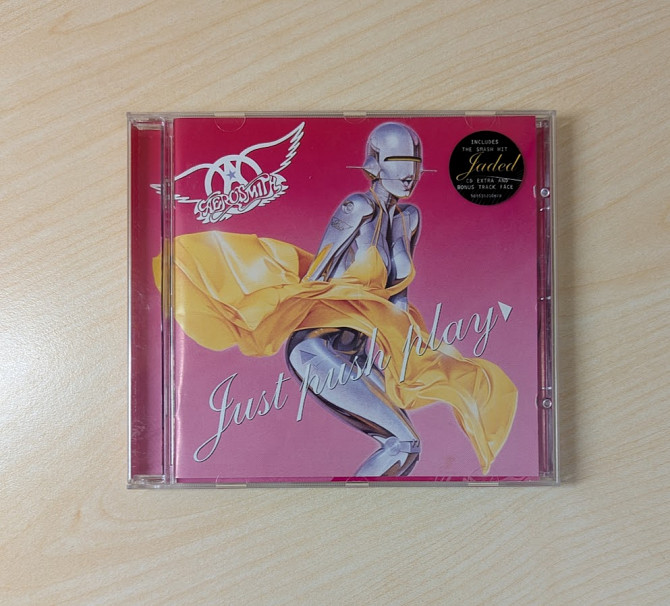 AEROSMITH
INCLUDES
THE SMASH HIT
Jaded
CD EXTRA AND
BONUS TRACK FACE
Just push play